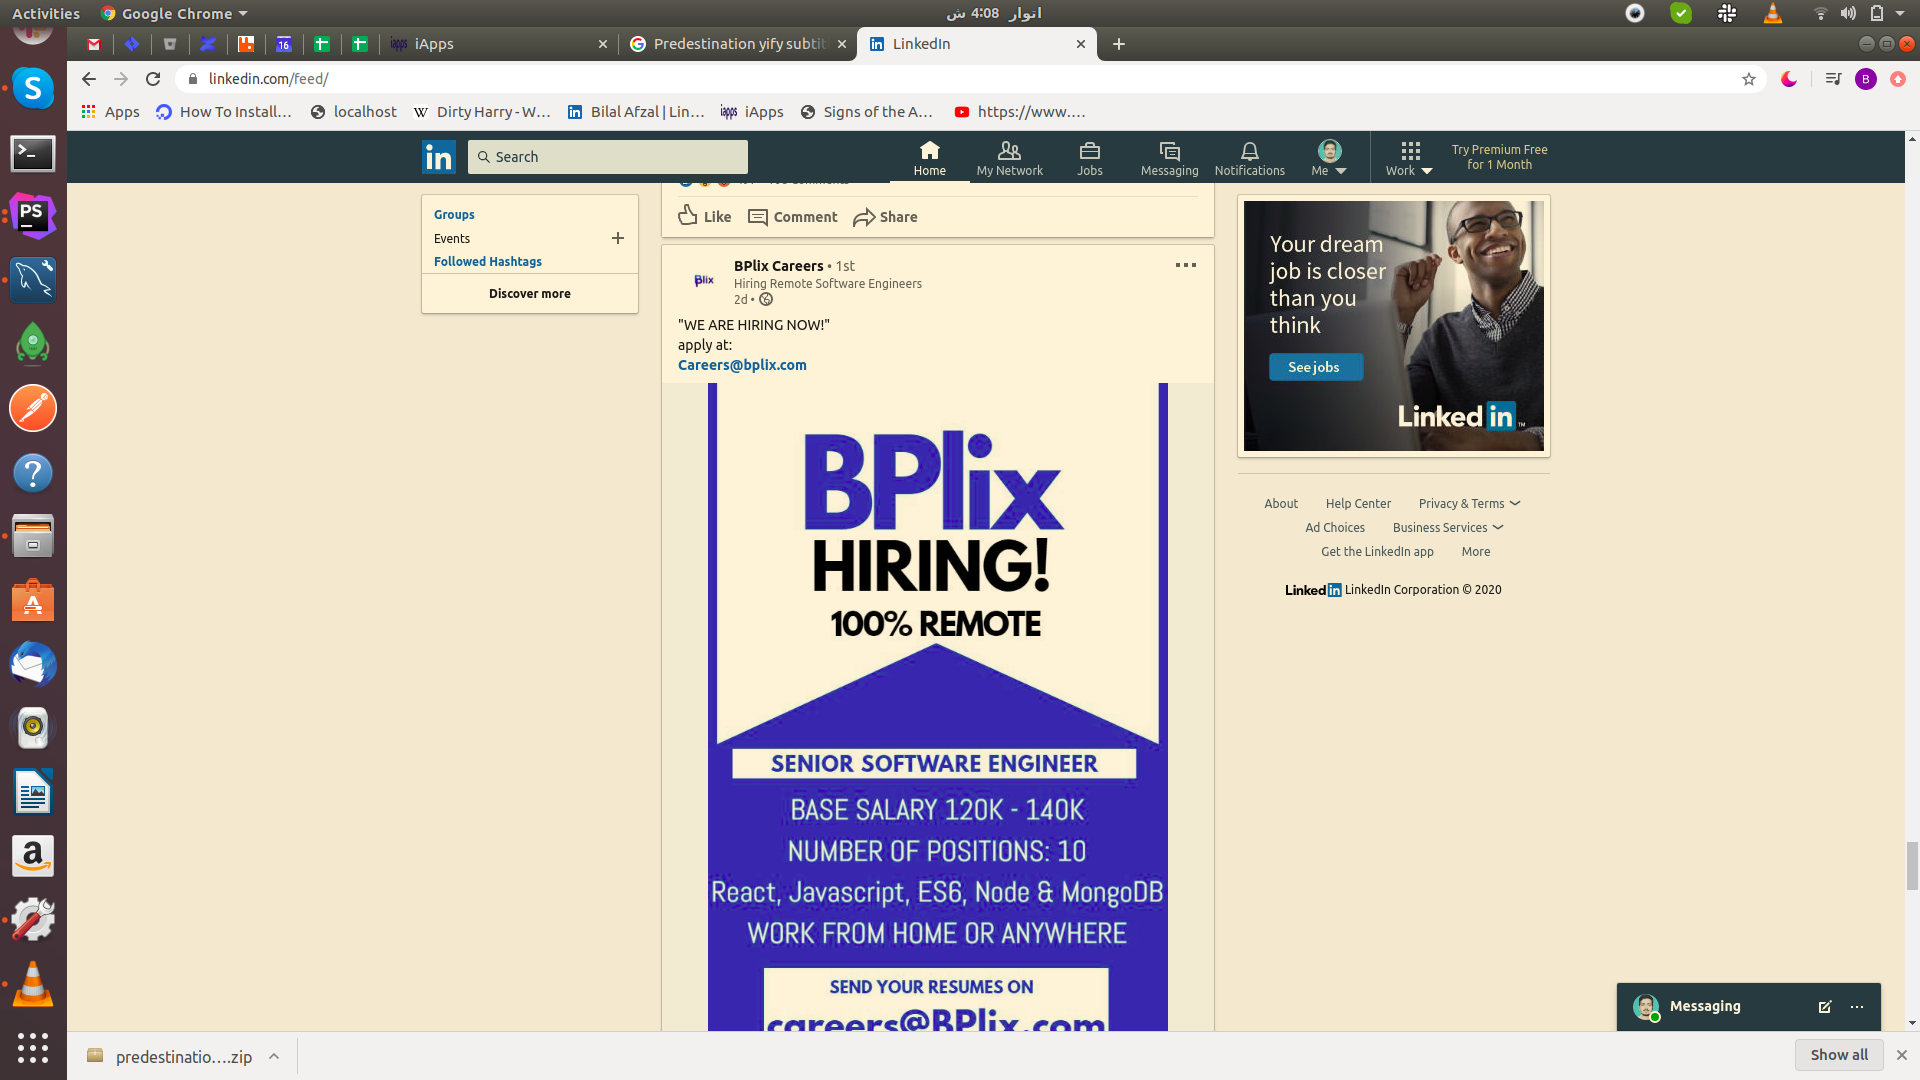 Activities
Google Chrome
اتوار 4:08 ش
iApps
Predestination yify subtit
LinkedIn
linkedin.com/feed/
B
Apps
How To Install...
localhost
Dirty Harry - W...
Bilal Afzal | Lin...
iApps
Signs of the A...
https://www....
in
Search
Home
My Network
Jobs
Messaging
Notifications
Me
Work
Try Premium Free
for 1 Month
Groups
Events
Followed Hashtags
Discover more
Like
Comment
Share
BPlix
BPlix Careers • 1st
Hiring Remote Software Engineers
2d •
"WE ARE HIRING NOW!"
apply at:
Careers@bplix.com
BPlix
HIRING!
100% REMOTE
SENIOR SOFTWARE ENGINEER
BASE SALARY 120K - 140K
NUMBER OF POSITIONS: 10
React, Javascript, ES6, Node & MongoDB
WORK FROM HOME OR ANYWHERE
SEND YOUR RESUMES ON
careers@BPlix.com
Your dream
job is closer
than you
think
See jobs
Linked in
About
Help Center
Privacy & Terms
Ad Choices
Business Services
Get the LinkedIn app
More
Linked in LinkedIn Corporation © 2020
Messaging
predestinatio....zip
Show all